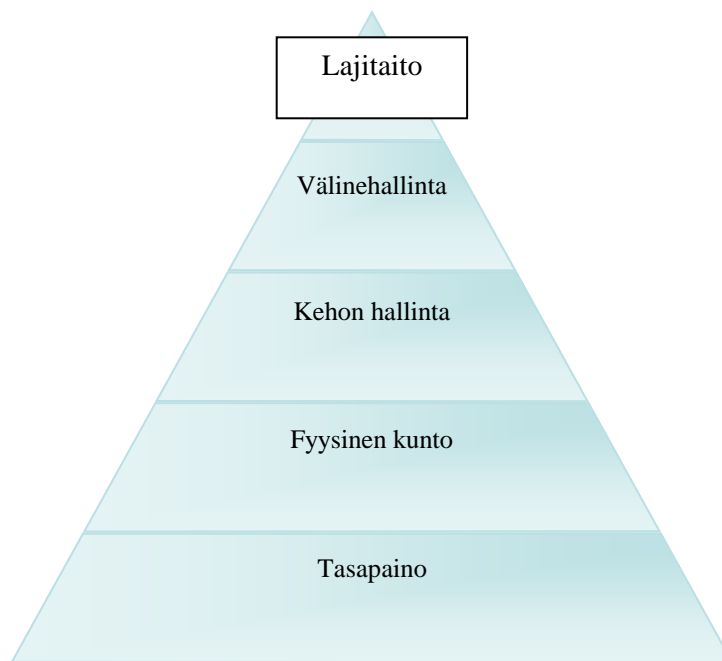 Lajitaito
Välinehallinta
Kehon hallinta
Fyysinen kunto
Tasapaino